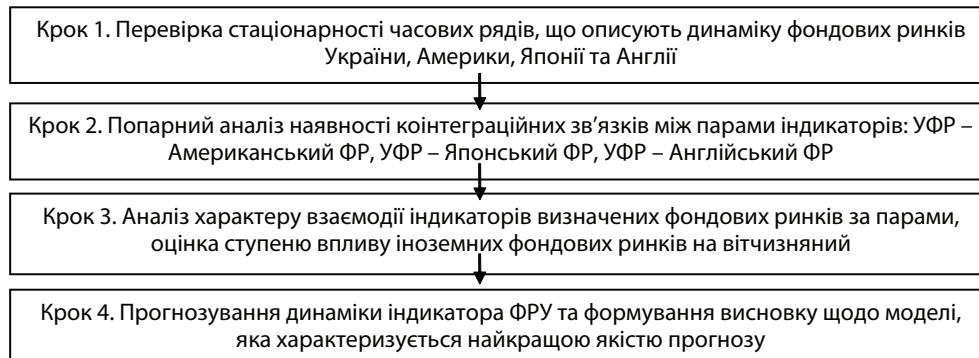 Крок 1. Перевірка стаціонарності часових рядів, що описують динаміку фондових ринків
України, Америки, Японії та Англії
Крок 2. Попарний аналіз наявності коінтеграційних зв'язків між парами індикаторів: УФР –
Американський ФР, УФР – Японський ФР, УФР – Англійський ФР
Крок 3. Аналіз характеру взаємодії індикаторів визначених фондових ринків за парами,
оцінка ступеню впливу іноземних фондових ринків на вітчизняний
Крок 4. Прогнозування динаміки індикатора ФРУ та формування висновку щодо моделі,
яка характеризується найкращою якістю прогнозу